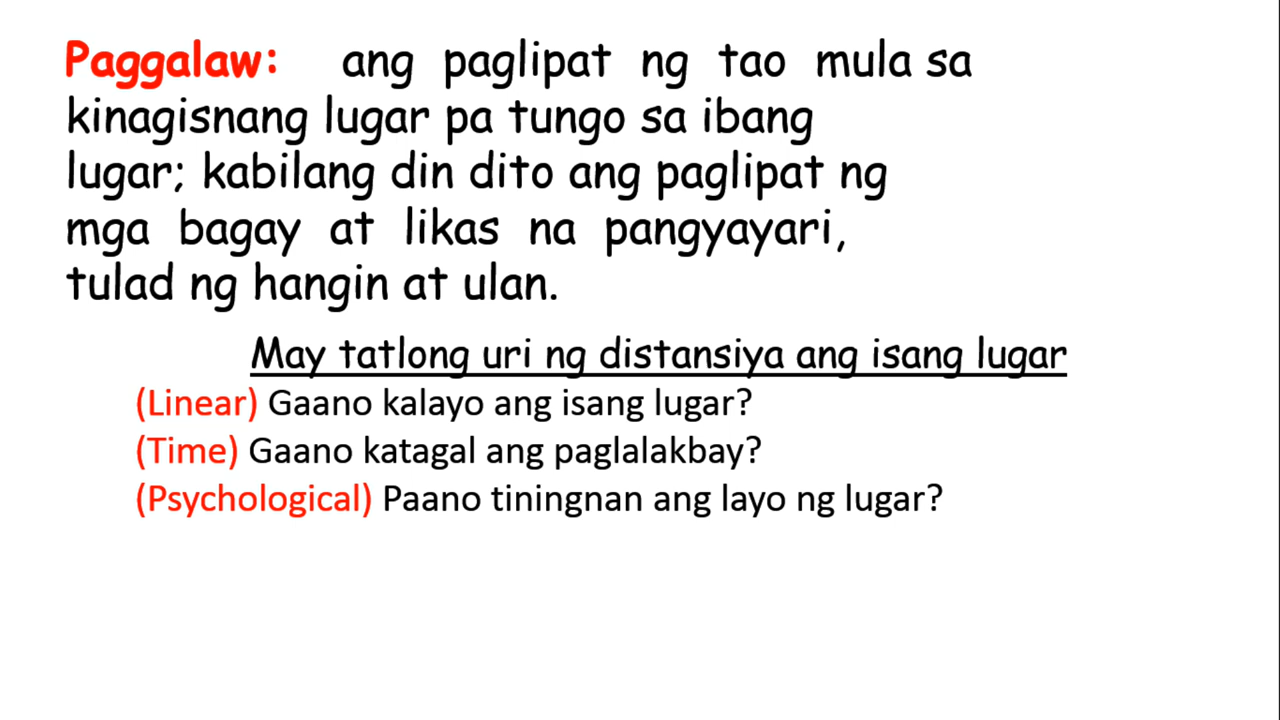 Paggalaw: ang paglipat ng tao mula sa
kinagisnang lugar pa tungo sa ibang
lugar; kabilang din dito ang paglipat ng
mga bagay at likas na pangyayari,
tulad ng hangin at ulan.
May tatlong uri ng distansiya ang isang lugar
(Linear) Gaano kalayo ang isang lugar?
(Time) Gaano katagal ang paglalakbay?
(Psychological) Paano tiningnan ang layo ng lugar?